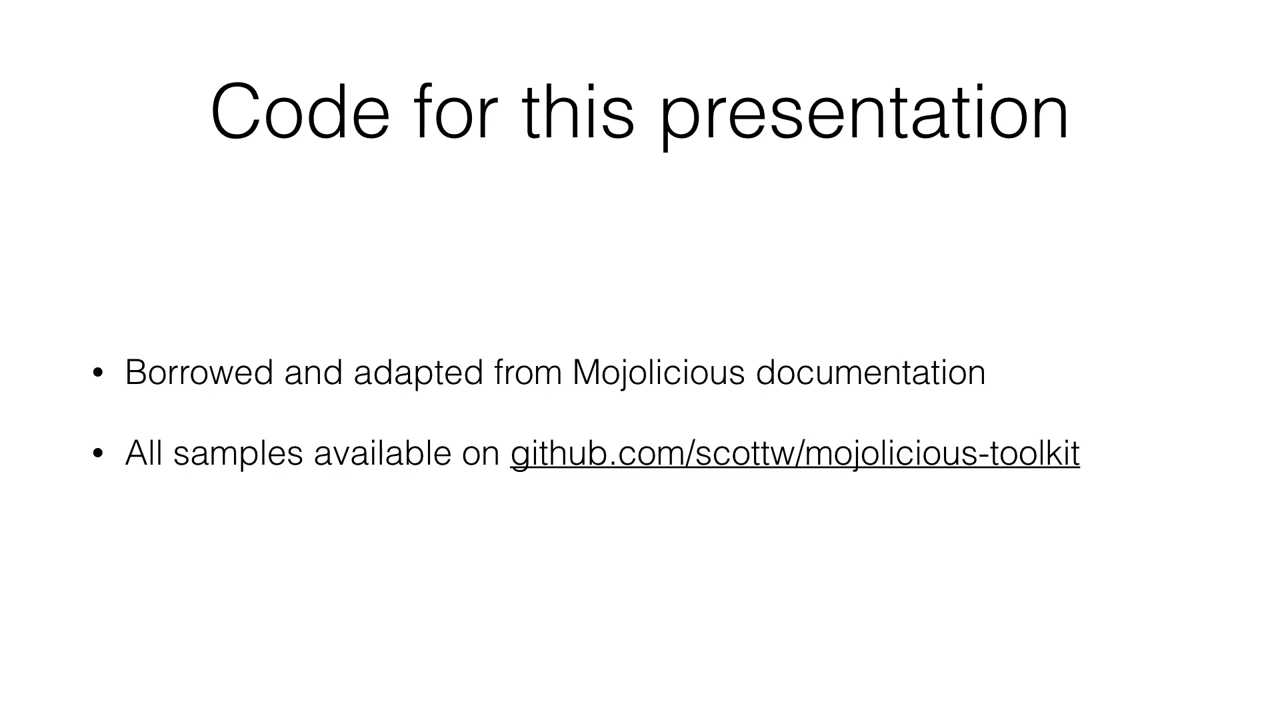 Code for this presentation
• Borrowed and adapted from Mojolicious documentation
• All samples available on github.com/scottw/mojolicious-toolkit